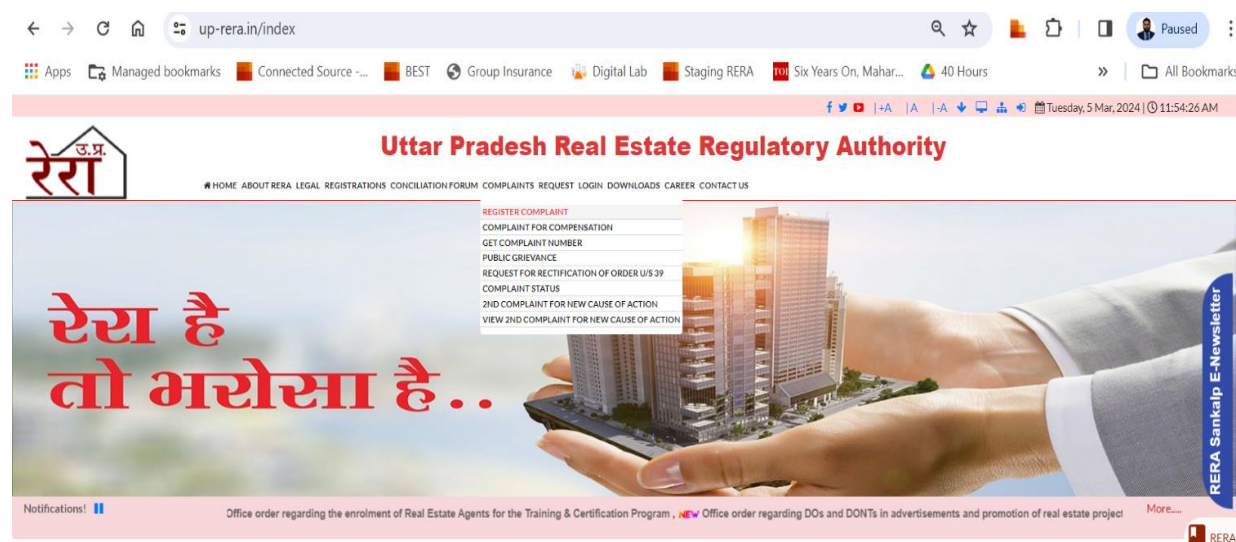 up-rera.in/index
Paused
Apps Managed bookmarks Connected Source -... BEST Group Insurance Digital Lab Staging RERA TOI Six Years On, Mahar... 40 Hours » All Bookmarks
|+A |A |-A Tuesday, 5 Mar, 2024 | 11:54:26 AM
उ.प्र.
रेरा
Uttar Pradesh Real Estate Regulatory Authority
HOME ABOUT RERA LEGAL REGISTRATIONS CONCILIATION FORUM COMPLAINTS REQUEST LOGIN DOWNLOADS CAREER CONTACT US
REGISTER COMPLAINT
COMPLAINT FOR COMPENSATION
GET COMPLAINT NUMBER
PUBLIC GRIEVANCE
REQUEST FOR RECTIFICATION OF ORDER U/S 39
COMPLAINT STATUS
2ND COMPLAINT FOR NEW CAUSE OF ACTION
VIEW 2ND COMPLAINT FOR NEW CAUSE OF ACTION
रेरा है
तो भरोसा है..
RERA Sankalp E-Newsletter
Notifications! Office order regarding the enrolment of Real Estate Agents for the Training & Certification Program , NEW Office order regarding DOs and DONTs in advertisements and promotion of real estate project More.....
RERA